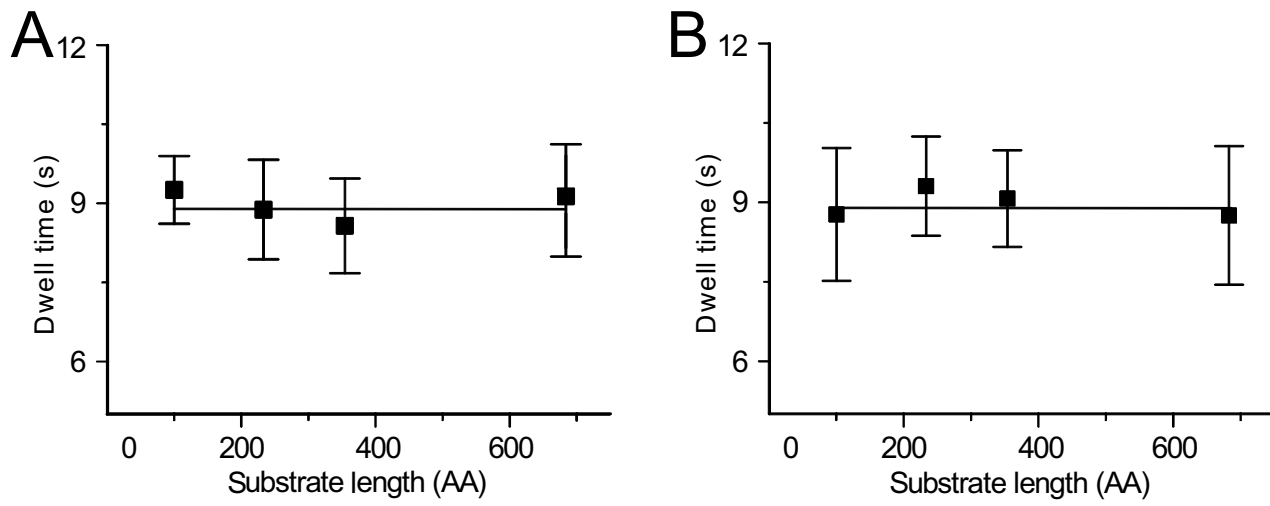 A
12
9
6
Dwell time (s)
0 200 400 600
Substrate length (AA)
B
12
9
6
Dwell time (s)
0 200 400 600
Substrate length (AA)